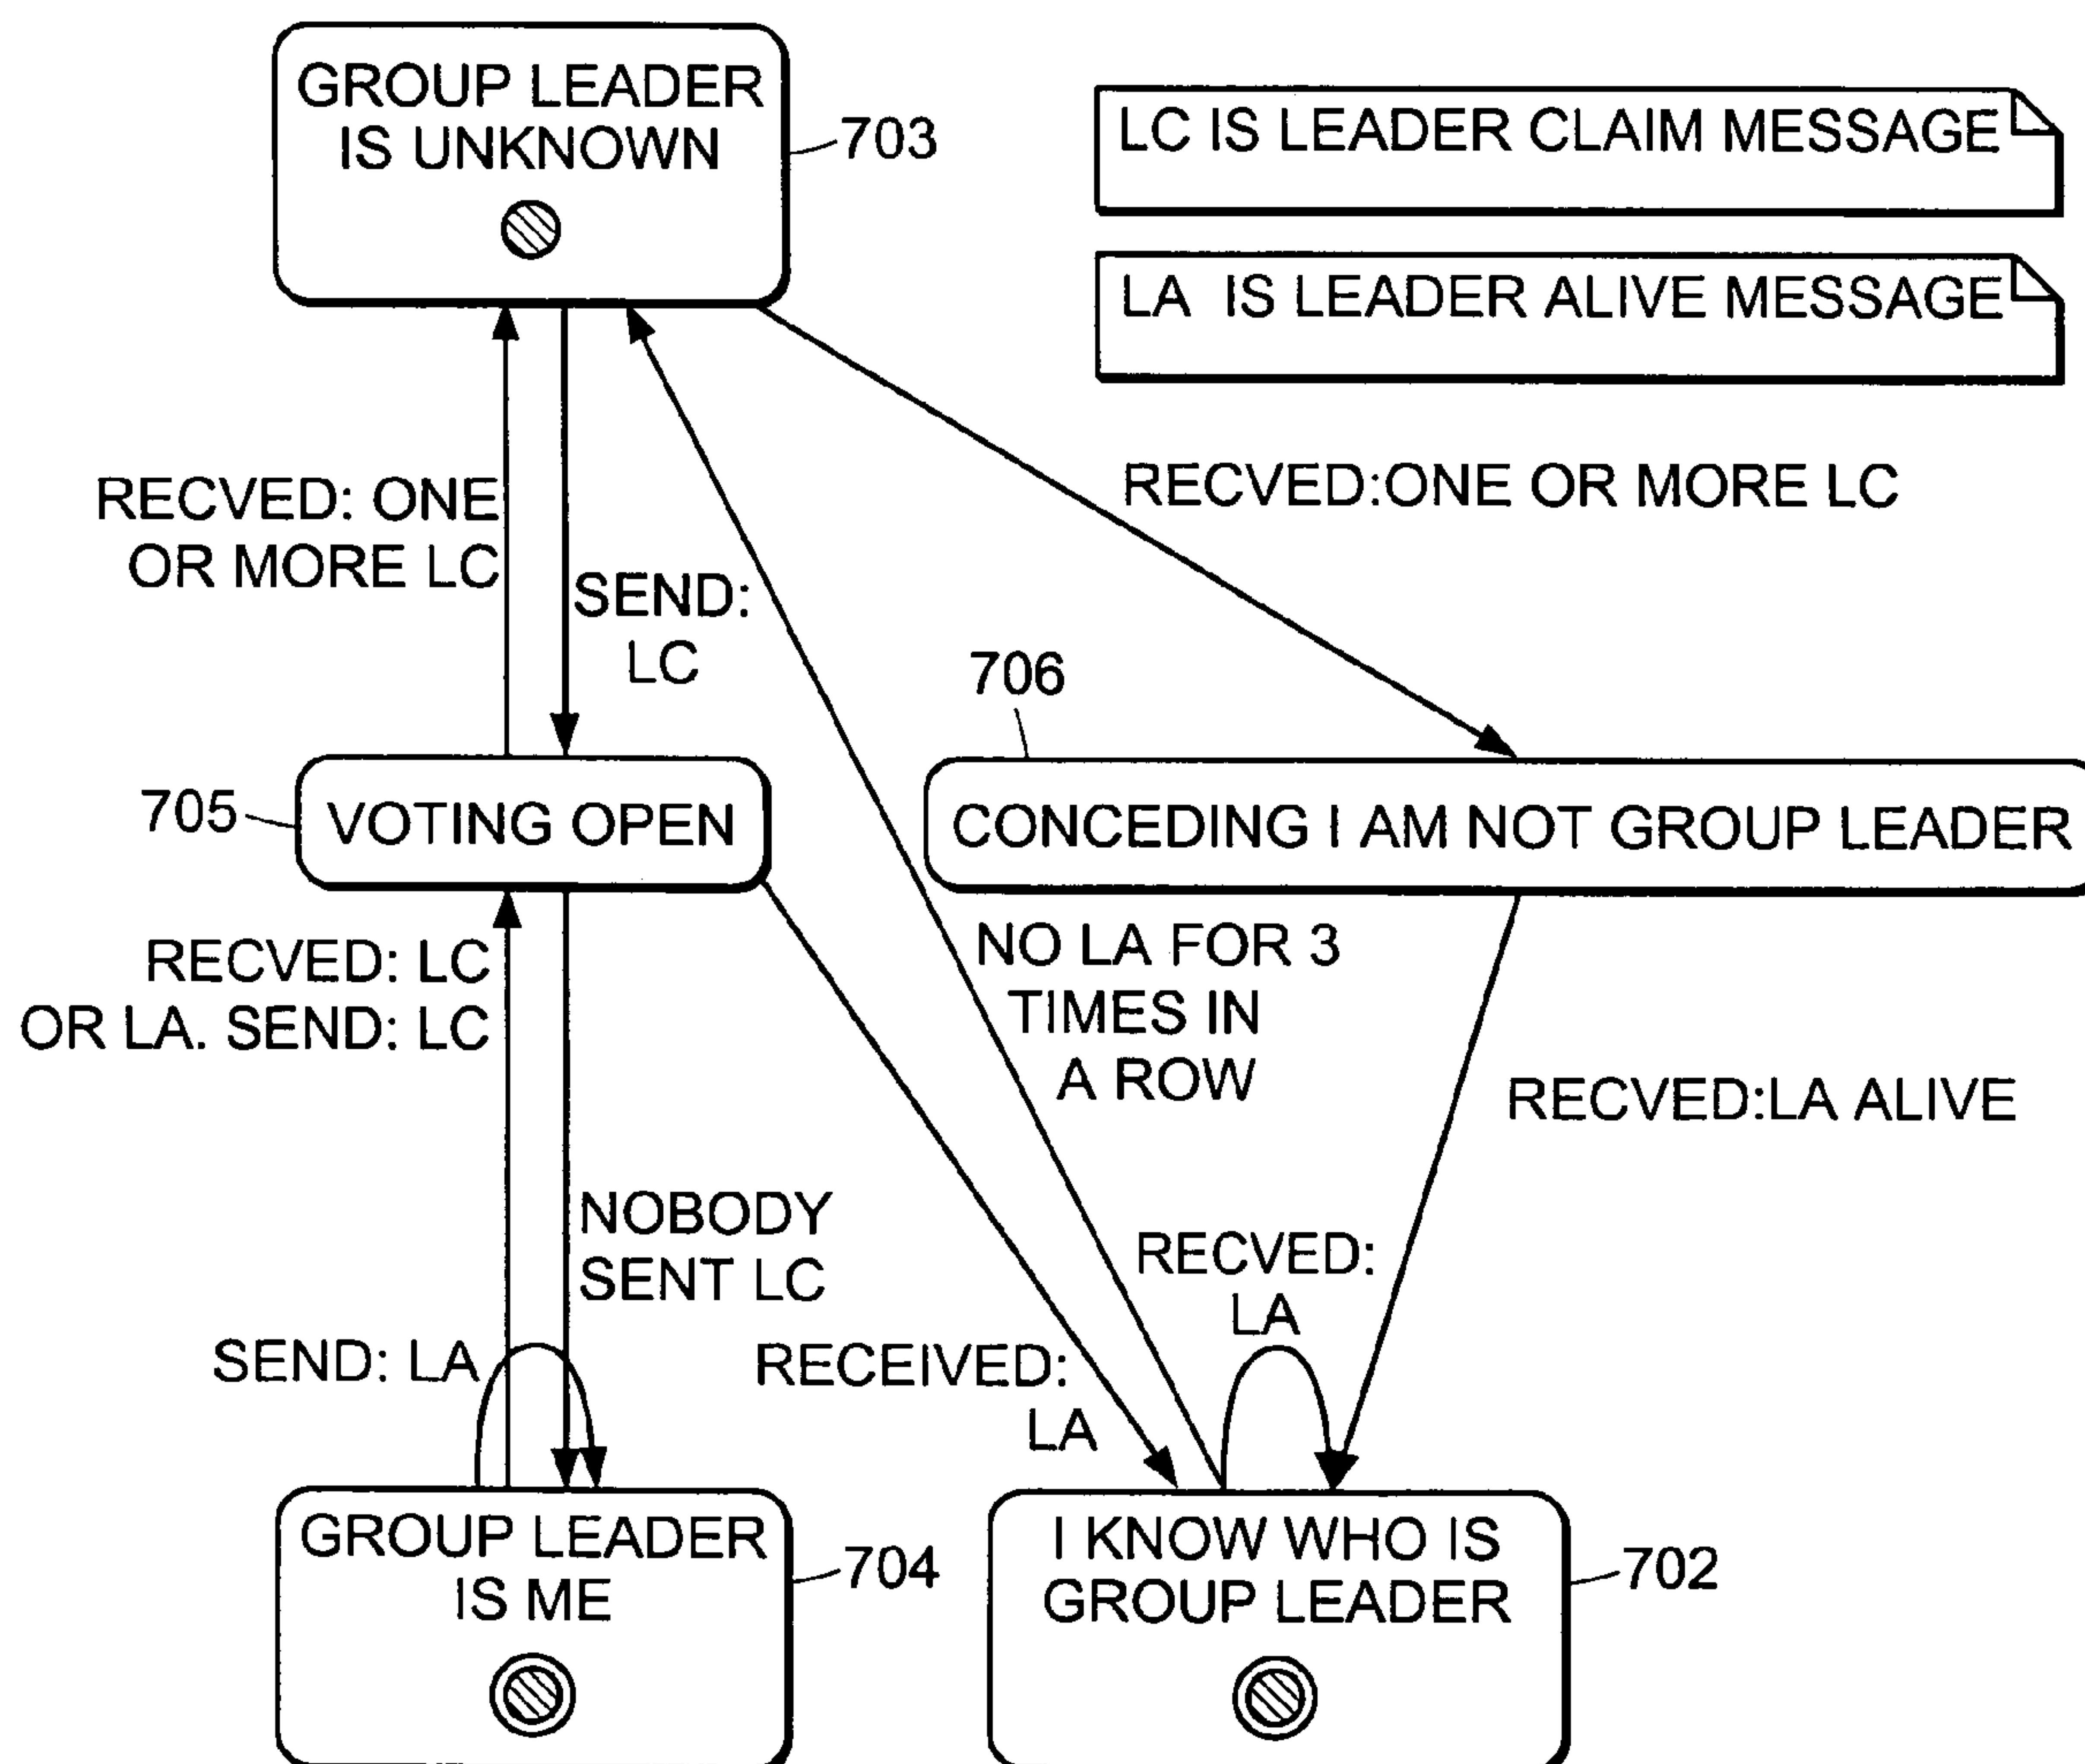 GROUP LEADER
IS UNKNOWN
703
LC IS LEADER CLAIM MESSAGE
LA IS LEADER ALIVE MESSAGE
RECVED: ONE
OR MORE LC
SEND:
LC
RECVED:ONE OR MORE LC
706
705
VOTING OPEN
CONCEDING I AM NOT GROUP LEADER
RECVED: LC
OR LA. SEND: LC
NO LA FOR 3
TIMES IN
A ROW
RECVED:LA ALIVE
NOBODY
SENT LC
RECVED:
LA
SEND: LA
RECEIVED:
LA
GROUP LEADER
IS ME
704
I KNOW WHO IS
GROUP LEADER
702